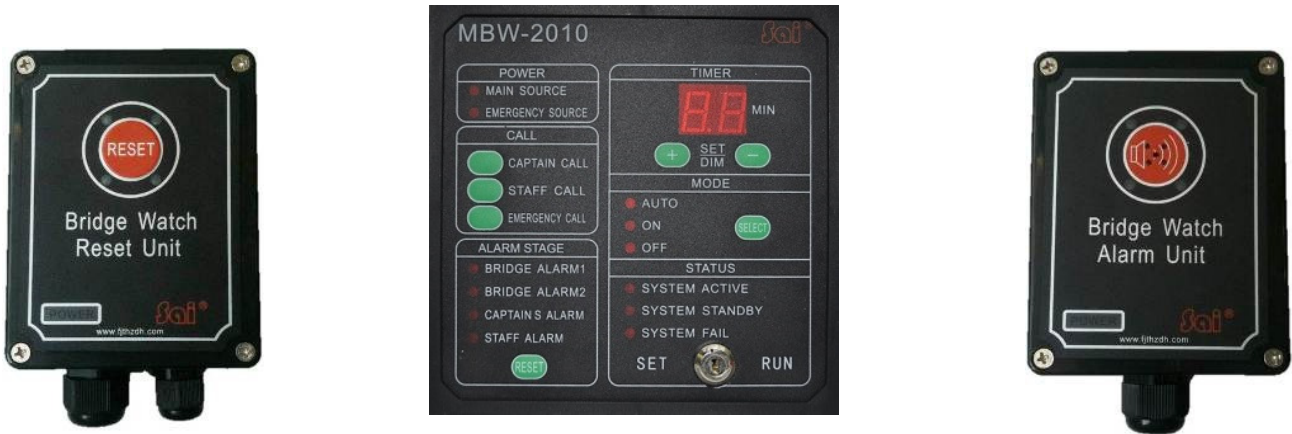 RESET
Bridge Watch
Reset Unit
POWER
Sai®
www.fjthzdh.com
MBW-2010
Sai®
POWER
MAIN SOURCE
EMERGENCY SOURCE
CALL
CAPTAIN CALL
STAFF CALL
EMERGENCY CALL
ALARM STAGE
BRIDGE ALARM1
BRIDGE ALARM2
CAPTAIN S ALARM
STAFF ALARM
RESET
TIMER
8.8.
MIN
+ SET −
DIM
MODE
AUTO
ON
OFF
SELECT
STATUS
SYSTEM ACTIVE
SYSTEM STANDBY
SYSTEM FAIL
SET RUN
Bridge Watch
Alarm Unit
POWER
Sai®
www.fjthzdh.com